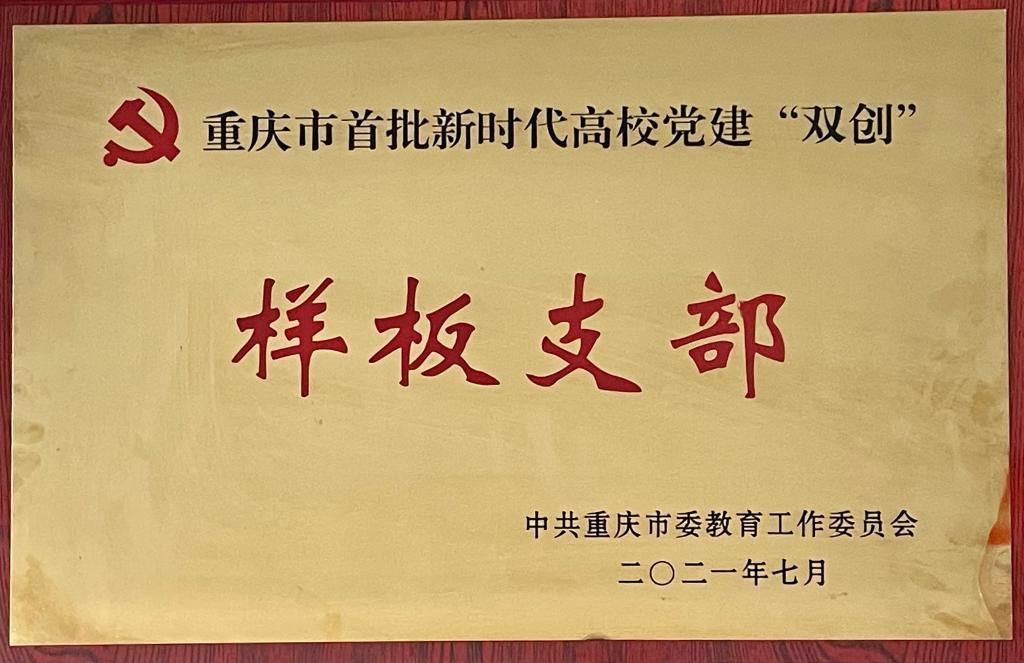 重庆市首批新时代高校党建“双创”
样板支部
中共重庆市委教育工作委员会
二〇二一年七月